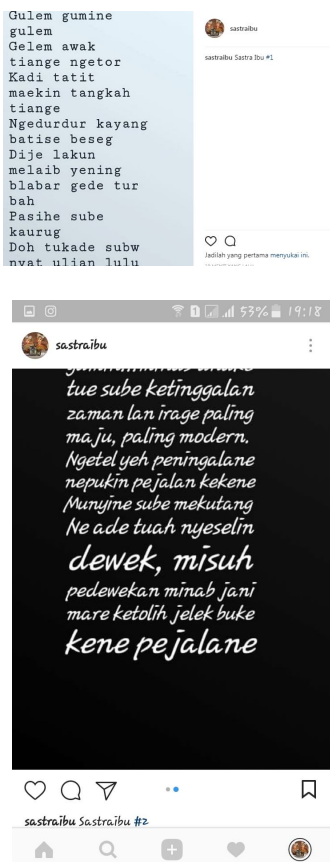 Gulem gumine
gulem
Gelem awak
tiange ngetor
Kadi tatit
maekin tangkah
tiange
Ngedurdur kayang
batise beseg
Dije lakun
melaib yening
blabar gede tur
bah
Pasihe sube
kaurug
Doh tukade subw
nyat ulian lulu
sastraibu
sastraibu Sastra Ibu #1
Jadilah yang pertama menyukai ini.
53% 19:18
sastraibu
tue sube ketinggalan
zaman lan irage paling
maju, paling modern.
Ngetel yeh peningalane
nepukin pejalan kekene
Munyine sube mekutang
Ne ade tuah nyeselin
dewek, misuh
pedewekan minab jani
mare ketolih jelek buke
kene pejalane
sastraibu Sastraibu #2